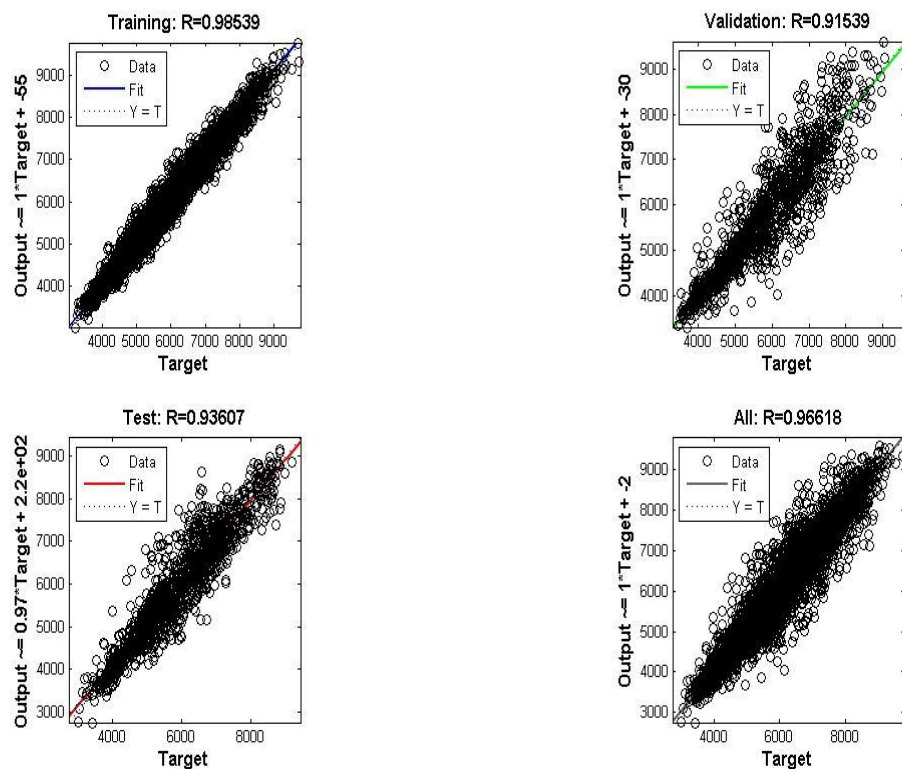 Training: R=0.98539
Output ~= 1*Target + -55
9000
8000
7000
6000
5000
4000
Data
Fit
Y = T
4000 5000 6000 7000 8000 9000
Target
Validation: R=0.91539
Output ~= 1*Target + -30
9000
8000
7000
6000
5000
4000
Data
Fit
Y = T
4000 5000 6000 7000 8000 9000
Target
Test: R=0.93607
Output ~= 0.97*Target + 2.2e+02
9000
8000
7000
6000
5000
4000
3000
Data
Fit
Y = T
4000 6000 8000
Target
All: R=0.96618
Output ~= 1*Target + -2
9000
8000
7000
6000
5000
4000
3000
Data
Fit
Y = T
4000 6000 8000
Target